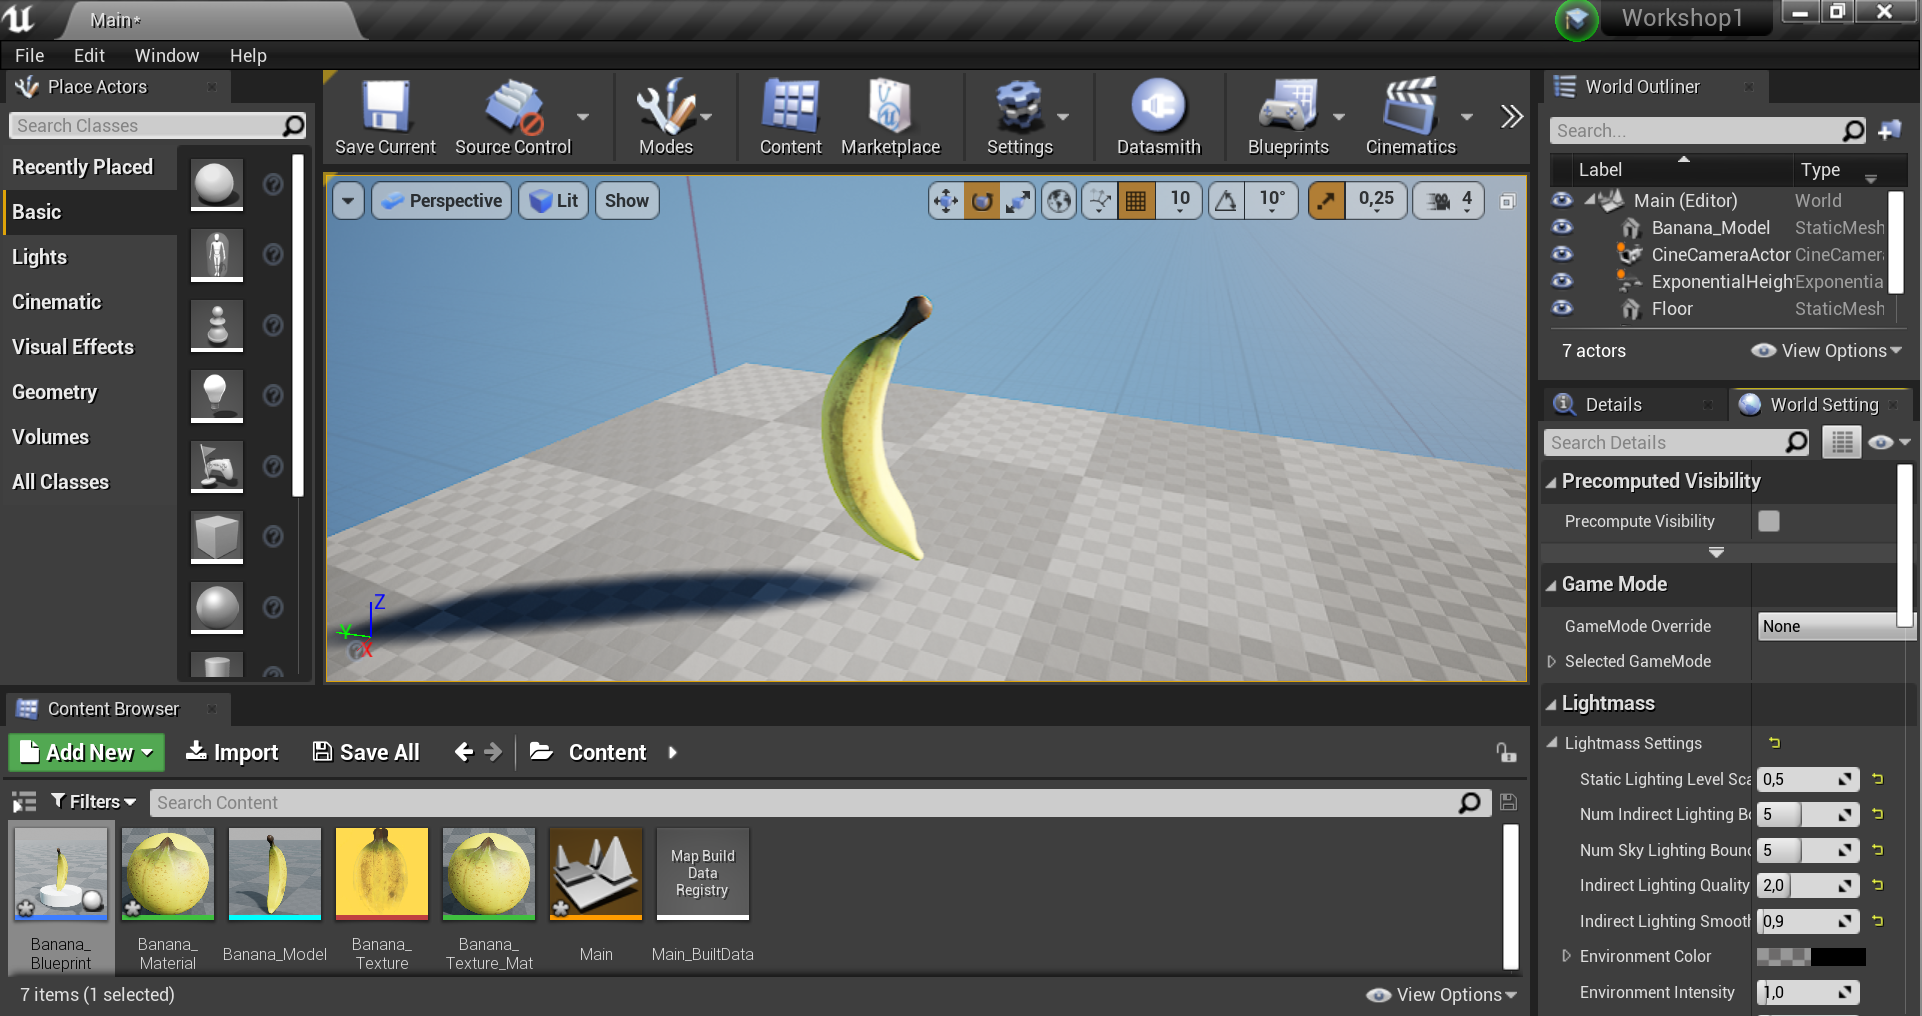 Main*
Workshop1
File Edit Window Help
Place Actors
Search Classes
Recently Placed
Basic
Lights
Cinematic
Visual Effects
Geometry
Volumes
All Classes
Save Current
Source Control
Modes
Content
Marketplace
Settings
Datasmith
Blueprints
Cinematics
Perspective
Lit
Show
10
10°
0,25
4
Z
Y
X
World Outliner
Search...
Label Type
Main (Editor) World
Banana_Model StaticMesh
CineCameraActor CineCamer
ExponentialHeigh Exponentia
Floor StaticMesh
7 actors
View Options
Details
World Setting
Search Details
Precomputed Visibility
Precompute Visibility
Game Mode
GameMode Override None
Selected GameMode
Lightmass
Lightmass Settings
Static Lighting Level Sca 0,5
Num Indirect Lighting Bo 5
Num Sky Lighting Bounc 5
Indirect Lighting Quality 2,0
Indirect Lighting Smooth 0,9
Environment Color
Environment Intensity 1,0
Content Browser
Add New
Import
Save All
Content
Filters
Search Content
Map Build
Data
Registry
Banana_
Blueprint
Banana_
Material
Banana_Model
Banana_
Texture
Banana_
Texture_Mat
Main
Main_BuiltData
7 items (1 selected)
View Options